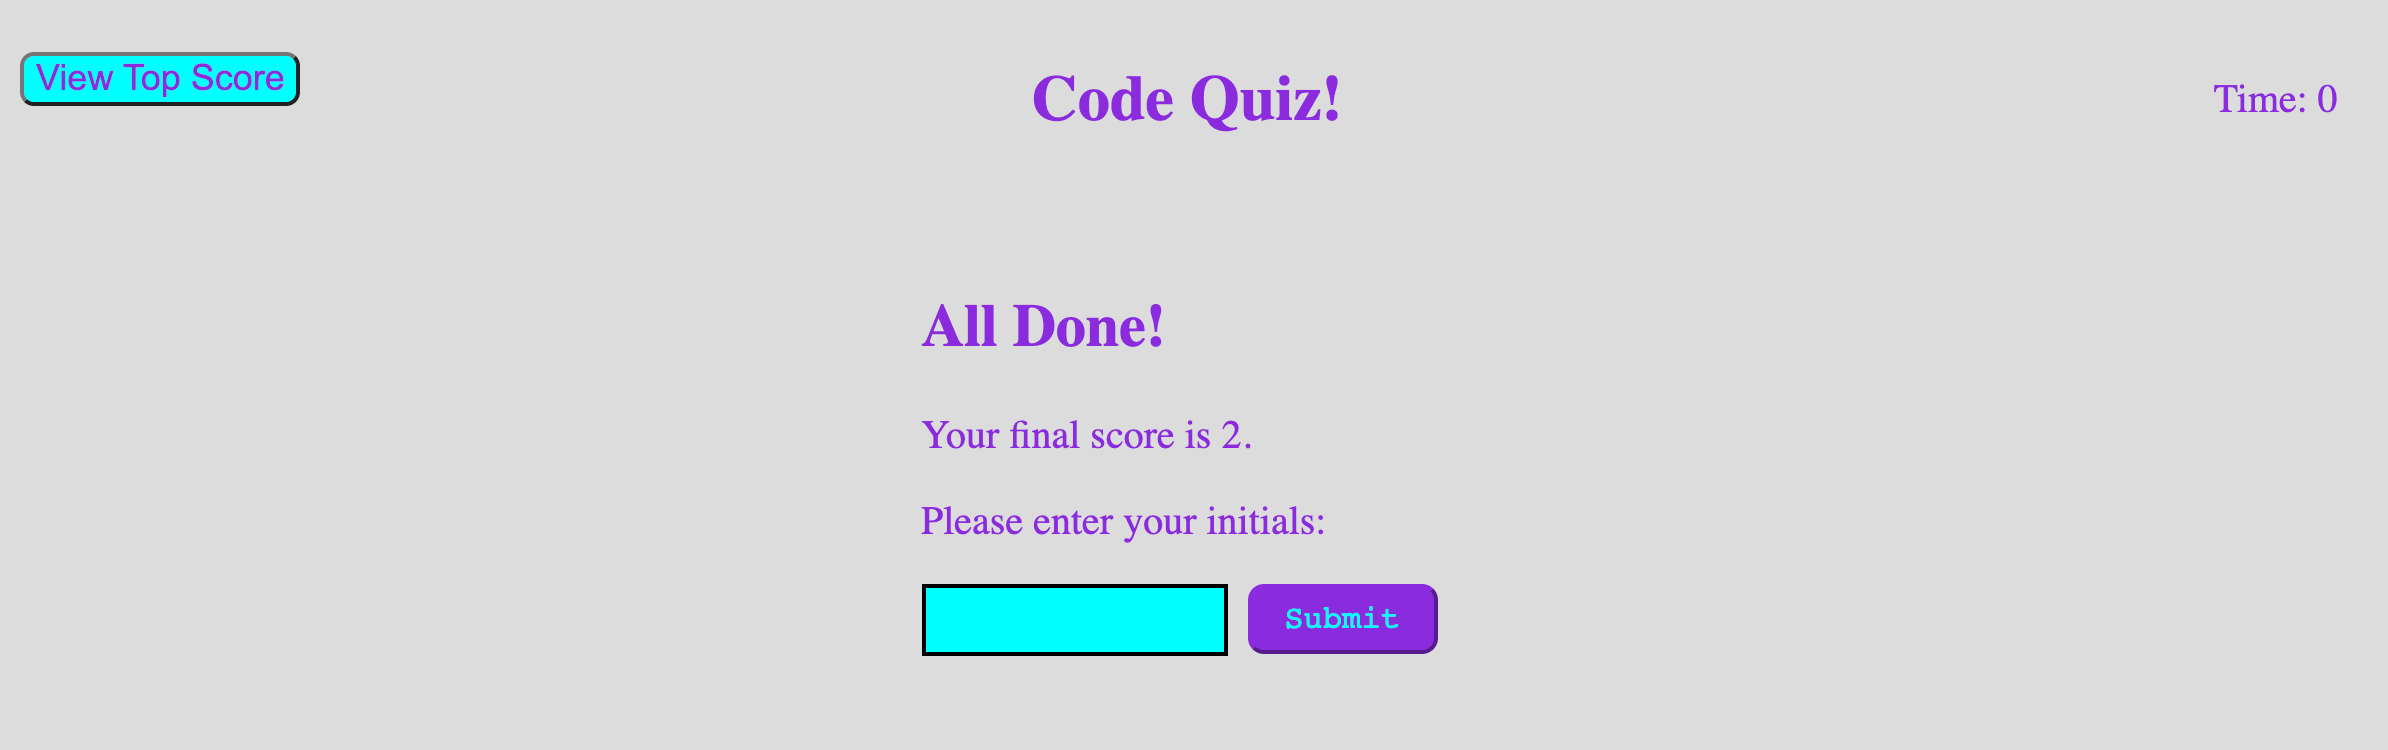 View Top Score
Code Quiz!
Time: 0
All Done!
Your final score is 2.
Please enter your initials:
Submit